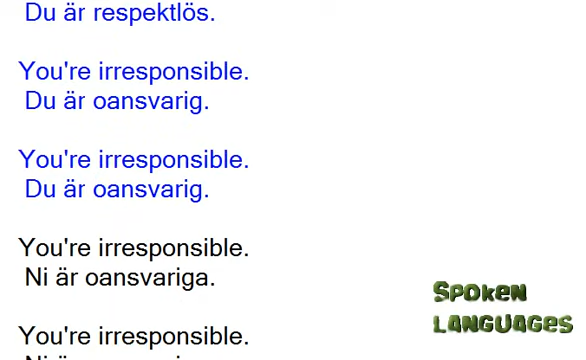 Du är respektlös.
You're irresponsible.
Du är oansvarig.
You're irresponsible.
Du är oansvarig.
You're irresponsible.
Ni är oansvariga.
You're irresponsible.
Spoken
Languages